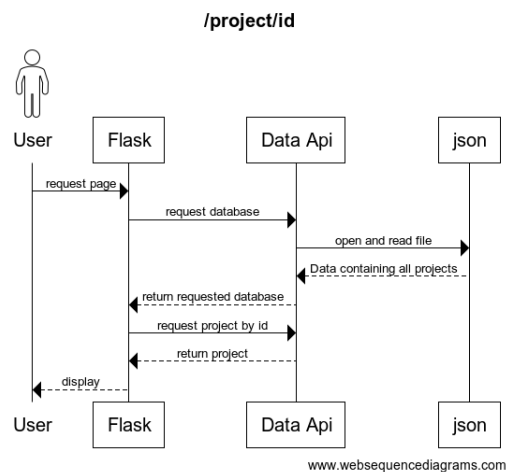 /project/id
User
Flask
Data Api
json
request page
request database
open and read file
Data containing all projects
return requested database
request project by id
return project
display
User
Flask
Data Api
json
www.websequencediagrams.com